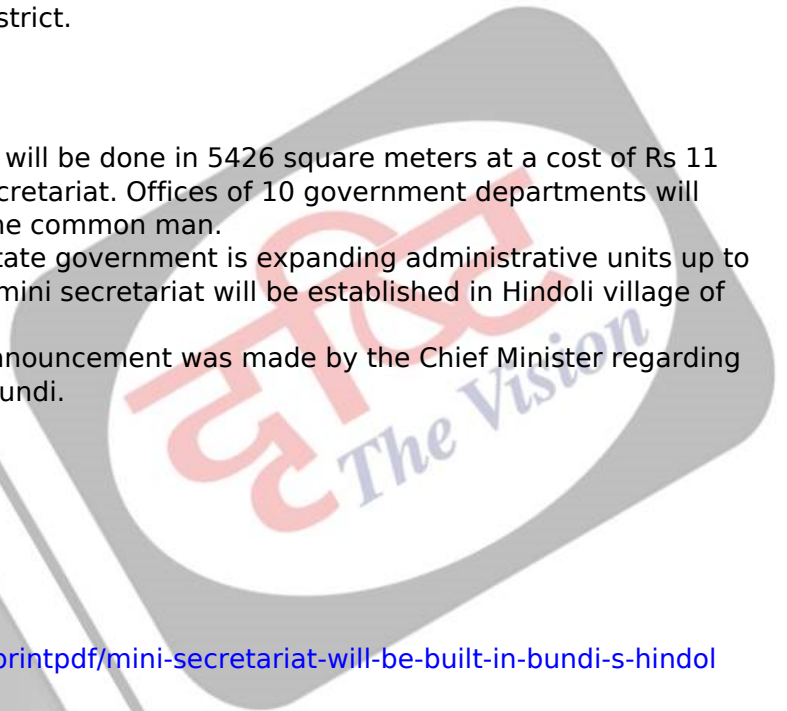 strict.
will be done in 5426 square meters at a cost of Rs 11
cretariat. Offices of 10 government departments will
he common man.
tate government is expanding administrative units up to
mini secretariat will be established in Hindoli village of
nnouncement was made by the Chief Minister regarding
undi.
दृष्टि
The Vision
printpdf/mini-secretariat-will-be-built-in-bundi-s-hindol